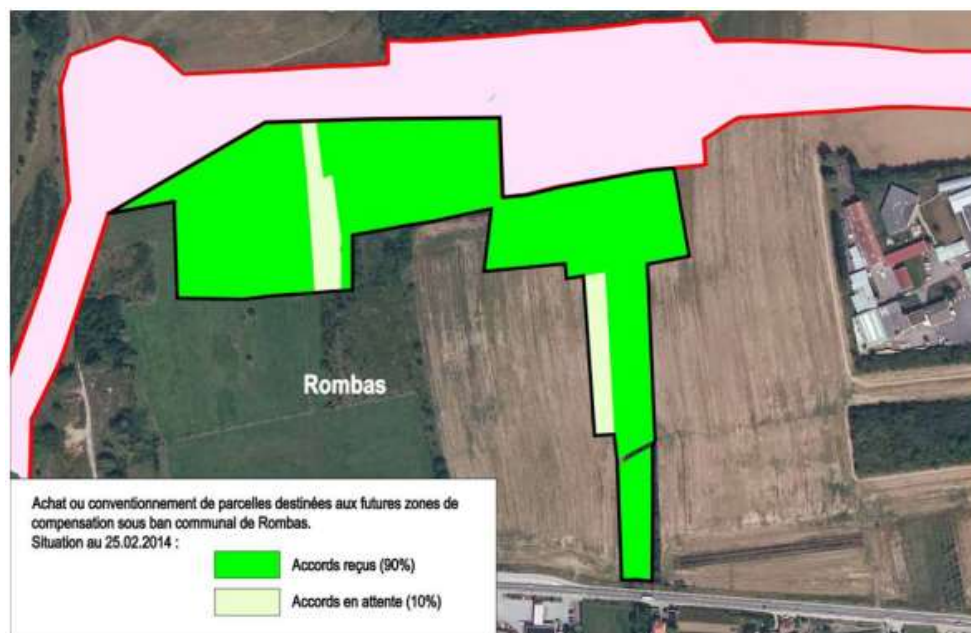 Rombas
Achat ou conventionnement de parcelles destinées aux futures zones de
compensation sous ban communal de Rombas.
Situation au 25.02.2014 :
Accords reçus (90%)
Accords en attente (10%)